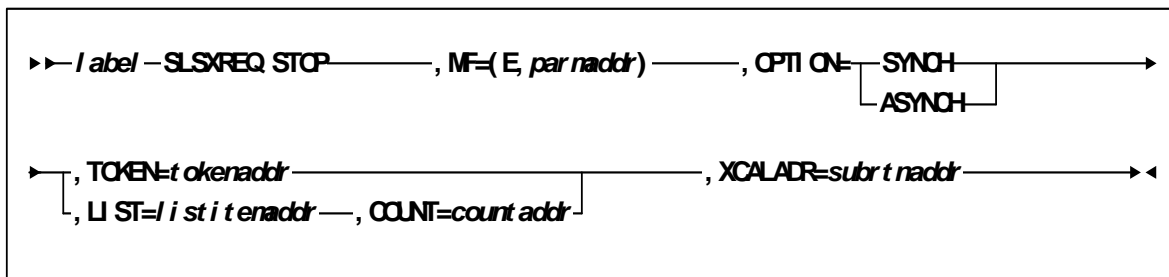 label SLSXREQ STOP , MF=(E,parmaddr) , OPTION= SYNCH
ASYNCH
, TOKEN=tokenaddr , XCALADR=subrtnaddr
, LIST=listitemaddr , COUNT=countaddr